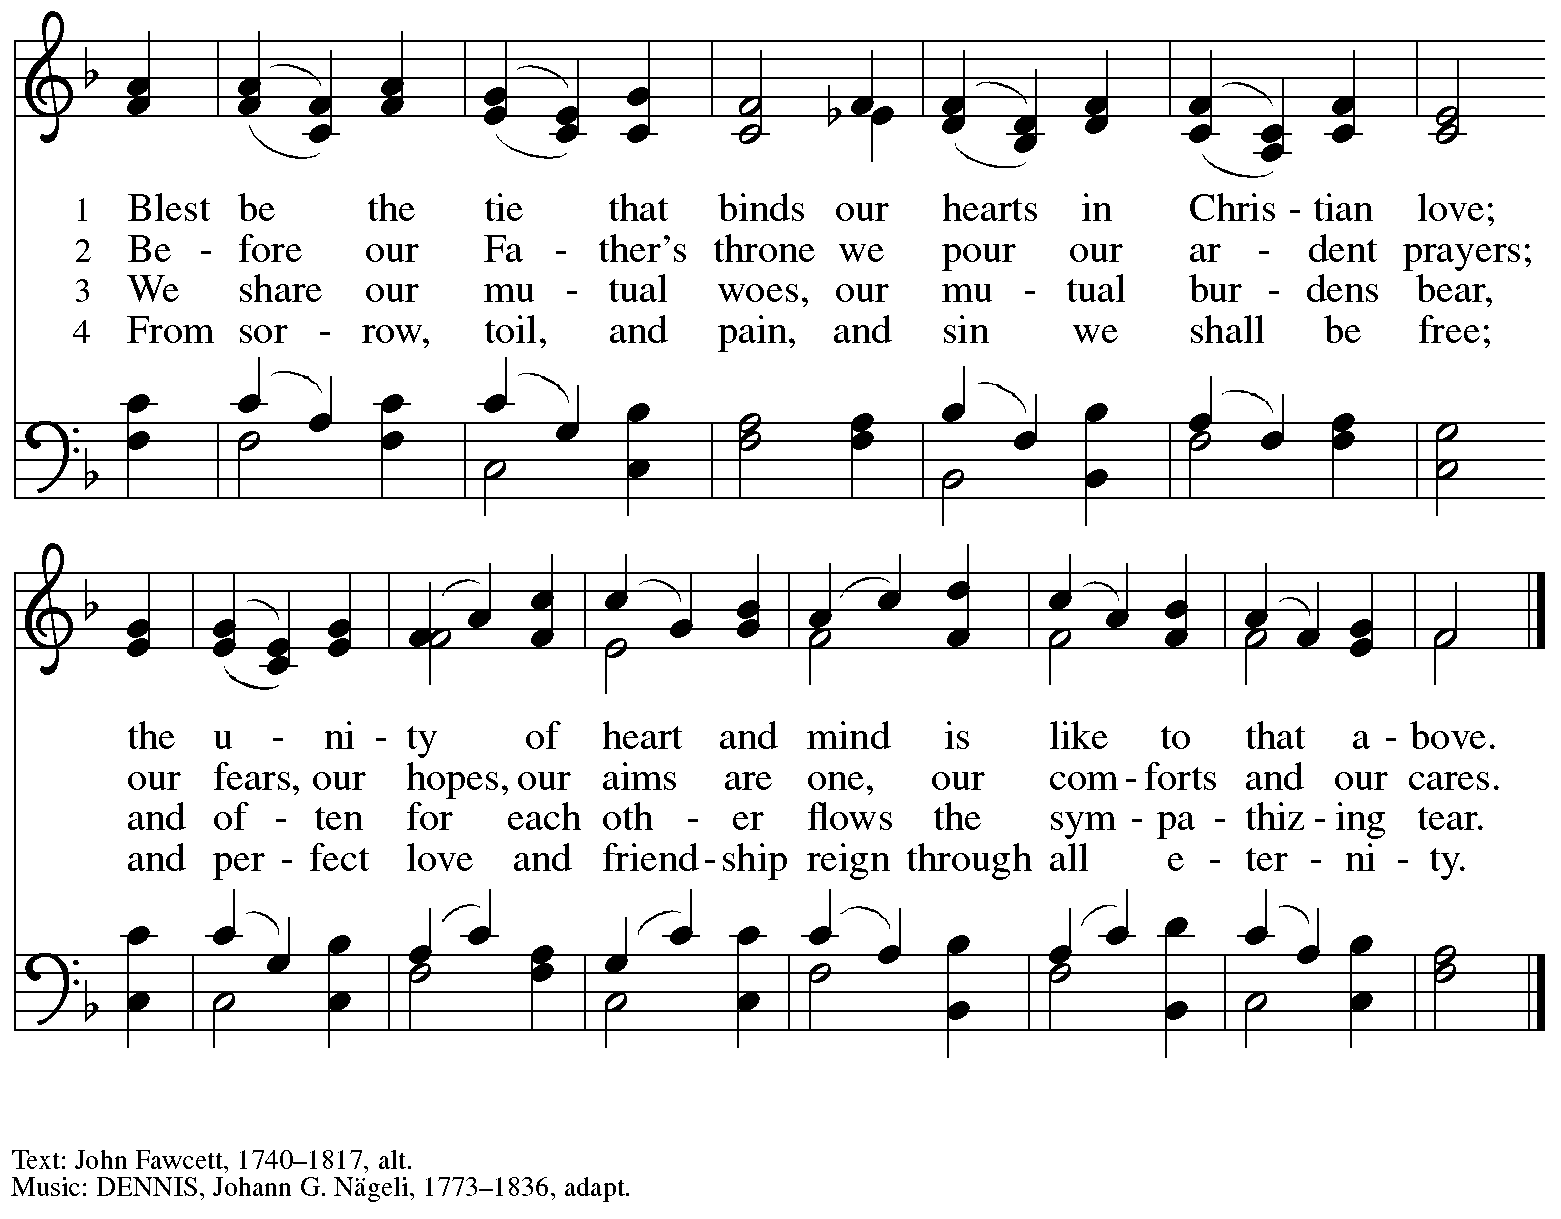 1 Blest be the tie that binds our hearts in Chris - tian love;
2 Be - fore our Fa - ther's throne we pour our ar - dent prayers;
3 We share our mu - tual woes, our mu - tual bur - dens bear,
4 From sor - row, toil, and pain, and sin we shall be free;
the u - ni - ty of heart and mind is like to that a - bove.
our fears, our hopes, our aims are one, our com - forts and our cares.
and of - ten for each oth - er flows the sym - pa - thiz - ing tear.
and per - fect love and friend - ship reign through all e - ter - ni - ty.
Text: John Fawcett, 1740–1817, alt.
Music: DENNIS, Johann G. Nägeli, 1773–1836, adapt.